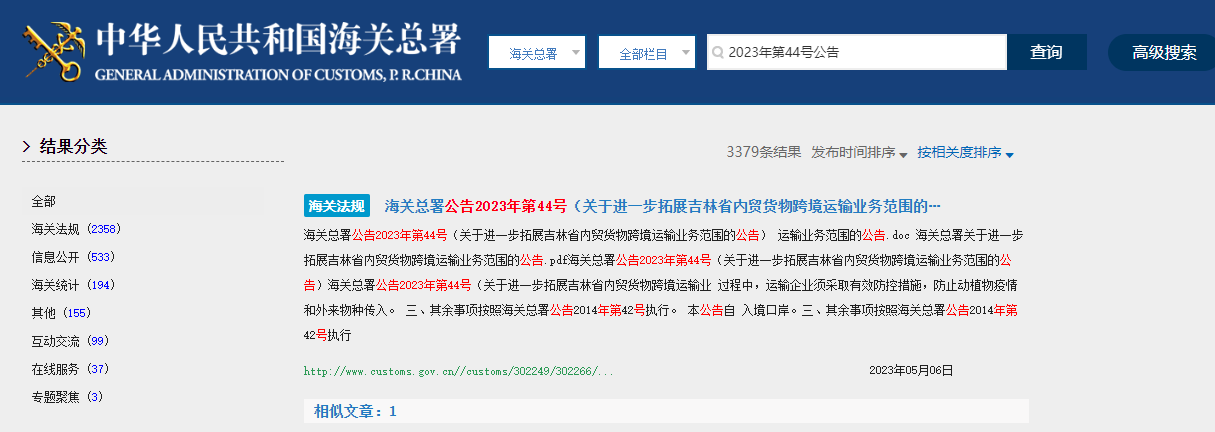 中华人民共和国海关总署
GENERAL ADMINISTRATION OF CUSTOMS, P. R.CHINA
海关总署
全部栏目
2023年第44号公告
查询
高级搜索
结果分类
3379条结果 发布时间排序 按相关度排序
全部
海关法规 (2358)
信息公开 (533)
海关统计 (194)
其他 (155)
互动交流 (99)
在线服务 (37)
专题聚焦 (3)
海关法规 海关总署公告2023年第44号（关于进一步拓展吉林省内贸货物跨境运输业务范围的…
海关总署公告2023年第44号（关于进一步拓展吉林省内贸货物跨境运输业务范围的公告） 运输业务范围的公告.doc 海关总署关于进一步
拓展吉林省内贸货物跨境运输业务范围的公告.pdf海关总署公告2023年第44号（关于进一步拓展吉林省内贸货物跨境运输业务范围的公
告）海关总署公告2023年第44号（关于进一步拓展吉林省内贸货物跨境运输业 过程中，运输企业须采取有效防控措施，防止动植物疫情
和外来物种传入。 三、其余事项按照海关总署公告2014年第42号执行。 本公告自 入境口岸。三、其余事项按照海关总署公告2014年第
42号执行
http://www.customs.gov.cn//customs/302249/302266/...
2023年05月06日
相似文章：1